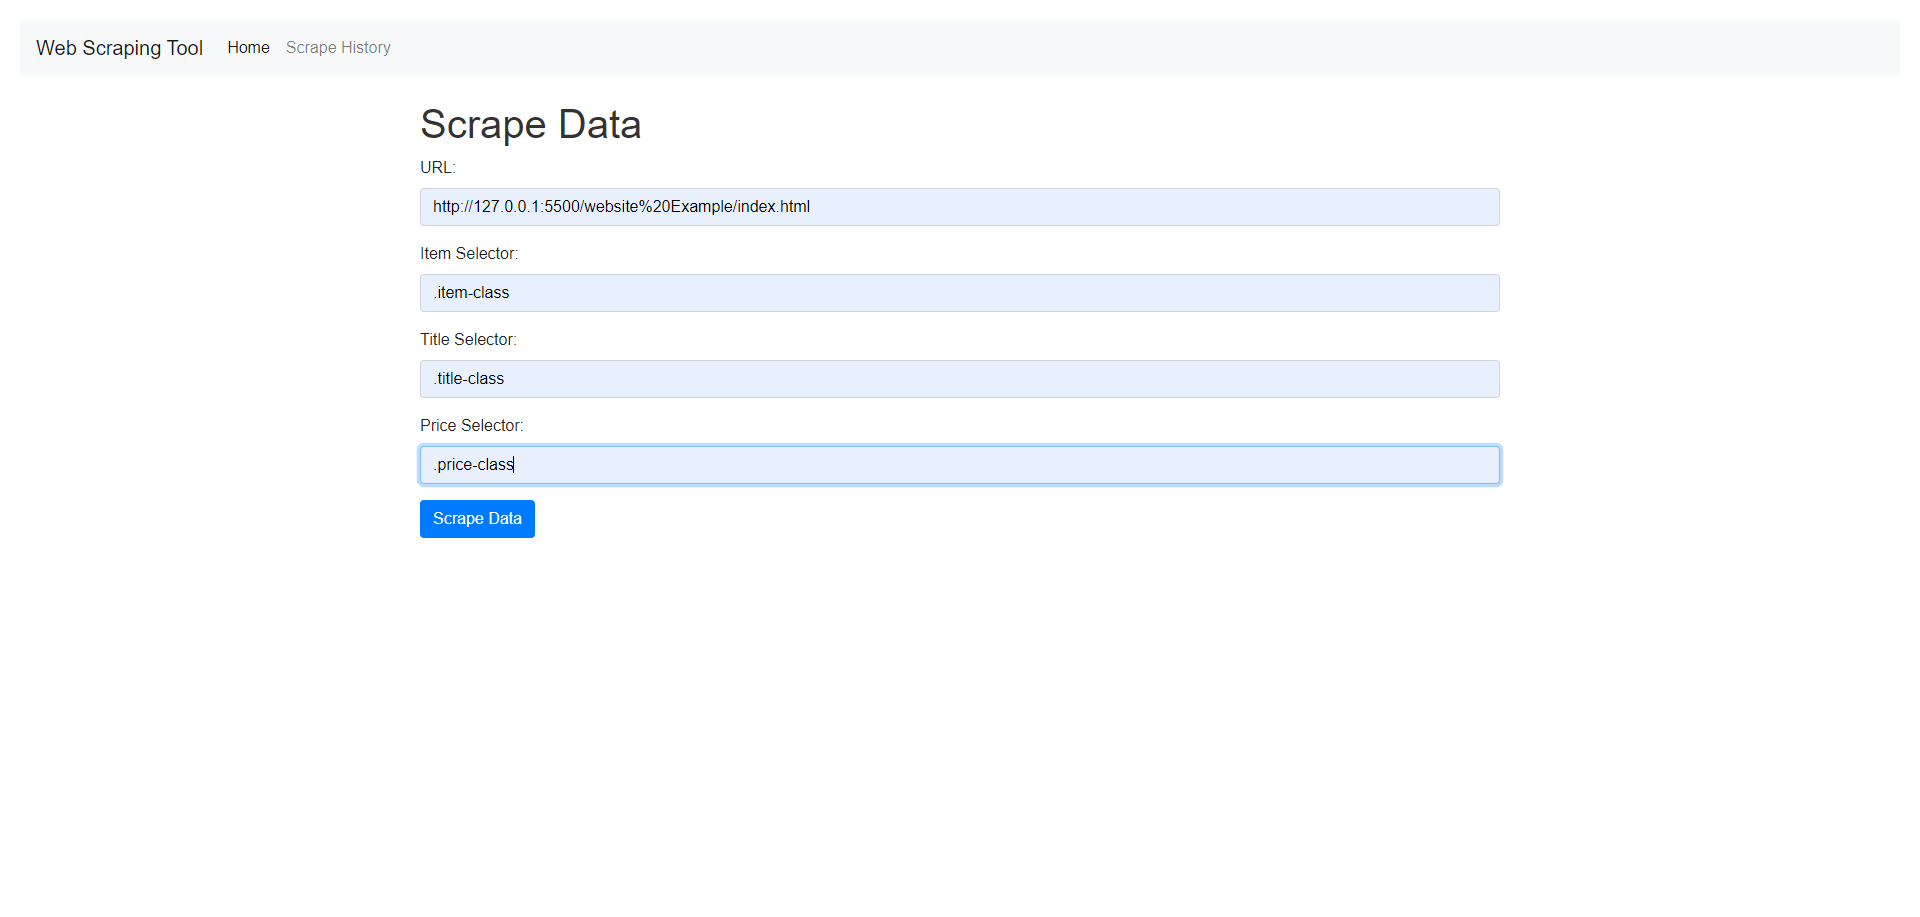 Web Scraping Tool Home Scrape History
Scrape Data
URL:
http://127.0.0.1:5500/website%20Example/index.html
Item Selector:
.item-class
Title Selector:
.title-class
Price Selector:
.price-class
Scrape Data